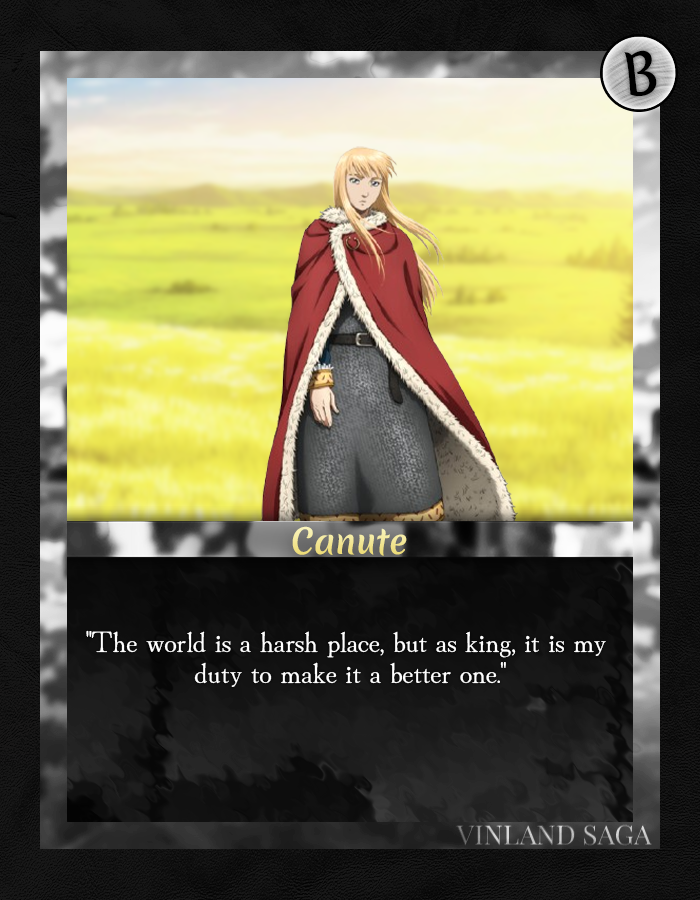 B
Canute
"The world is a harsh place, but as king, it is my
duty to make it a better one."
VINLAND SAGA